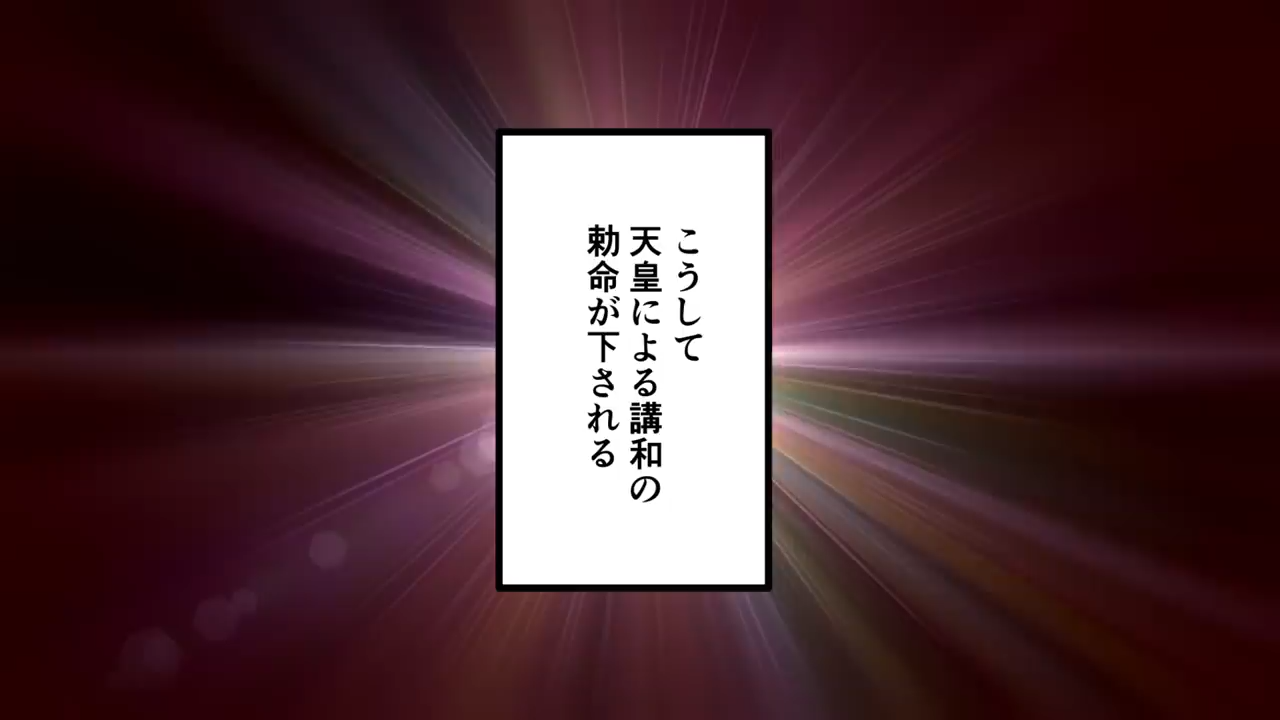 こうして
天皇による講和の
勅命が下される